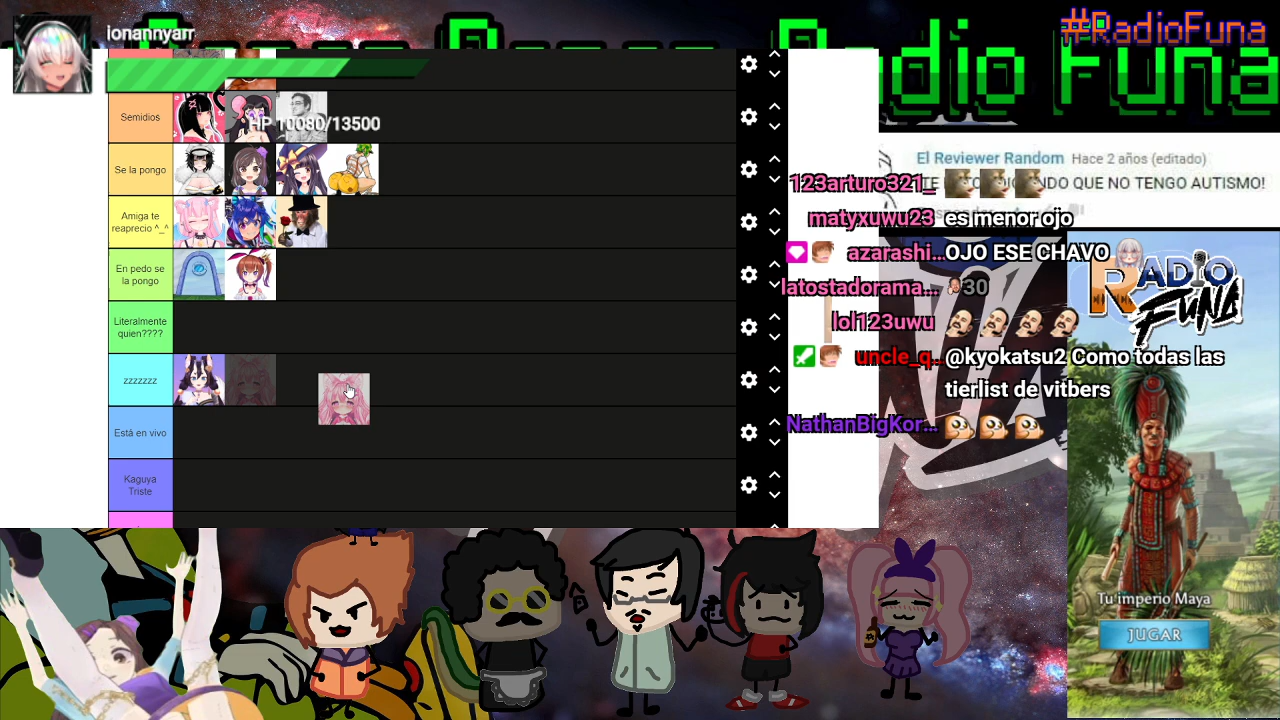 ionannyarr
Radio Funa
#RadioFuna
HP 10080/13500
Semidios
Se la pongo
Amiga te
reaprecio ^_^
En pedo se
la pongo
Literalmente
quien????
zzzzzzz
Está en vivo
Kaguya
Triste
El Reviewer Random Hace 2 años (editado)
NDO QUE NO TENGO AUTISMO!
123arturo321_
matyxuwu23 es menor ojo
azarashi... OJO ESE CHAVO
latostadorama... 30
lol123uwu
uncle_q... @kyokatsu2 Como todas las
tierlist de vitbers
NathanBigKor...
RADIO
FUNA
Tu imperio Maya
JUGAR